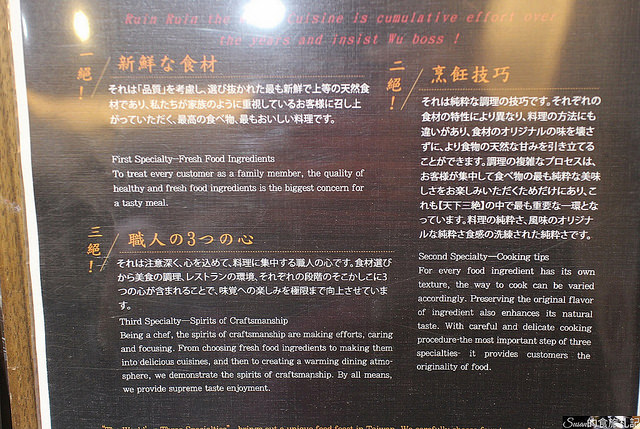 Ruin Ruin the Cuisine is cumulative effort over
the years and insist Wu boss !
一絕！
新鮮な食材
それは「品質」を考慮し、選び抜かれた最も新鮮で上等の天然食
材であり、私たちが家族のように重視しているお客様に召し上
がっていただく、最高の食べ物、最もおいしい料理です。
First Specialty—Fresh Food Ingredients
To treat every customer as a family member, the quality of
healthy and fresh food ingredients is the biggest concern for
a tasty meal.
三絕！
職人の3つの心
それは注意深く、心を込めて、料理に集中する職人の心です。食材選び
から美食の調理、レストランの環境、それぞれの段階のそこかしこに3
つの心が含まれることで、味覚への楽しみを極限まで向上させていま
す。
Third Specialty—Spirits of Craftsmanship
Being a chef, the spirits of craftsmanship are making efforts, caring
and focusing. From choosing fresh food ingredients to making them
into delicious cuisines, and then to creating a warming dining atmo-
sphere, we demonstrate the spirits of craftsmanship. By all means,
we provide supreme taste enjoyment.
二絕！
烹飪技巧
それは純粋な調理の技巧です。それぞれの
食材の特性により異なり、料理の方法にも
違いがあり、食材のオリジナルの味を壊さ
ずに、より食物の天然な甘みを引き立てる
ことができます。調理の複雑なプロセスは、
お客様が集中して食べ物の最も純粋な美味
しさをお楽しみいただくためだけにあり、こ
れも【天下三絶】の中で最も重要な一環とな
っています。料理の純粋さ、風味のオリジナ
ルな純粋さ食感の洗練された純粋さです。
Second Specialty—Cooking tips
For every food ingredient has its own
texture, the way to cook can be varied
accordingly. Preserving the original flavor
of ingredient also enhances its natural
taste. With careful and delicate cooking
procedure-the most important step of three
specialties- it provides customers the
originality of food.